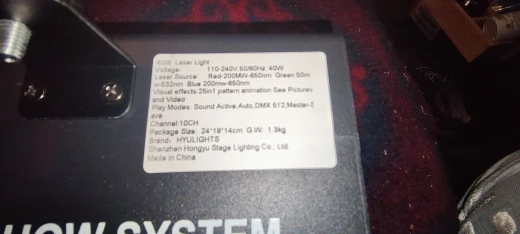 RGB Laser Light
Voltage: 110-240V,50/60Hz 40W
Laser Source: Red-200MW-650nm Green 50m
w-532nm Blue 200mw-450nm
Visual effects:25in1 pattern animation See Pictures
and Video
Play Modes: Sound Active,Auto,DMX 512,Master-S
ave
Channel:10CH
Package Size: 24*19*14cm G.W: 1.3kg
Brand: HYULIGHTS
Shenzhen Hongyu Stage Lighting Co., Ltd.
Made in China
HOW SYSTEM